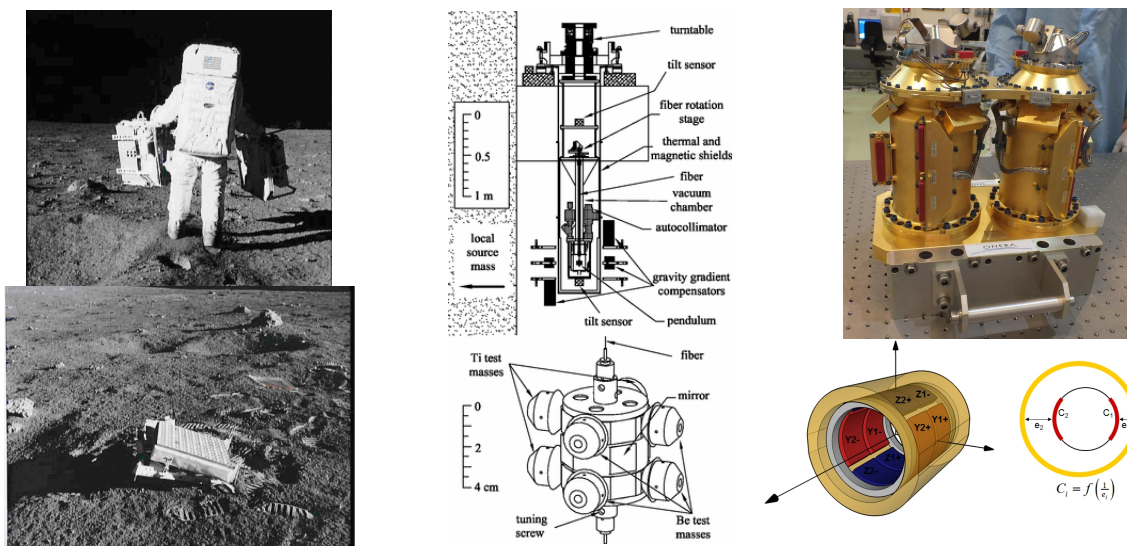 turntable
tilt sensor
fiber rotation
stage
thermal and
magnetic shields
fiber
vacuum
chamber
autocollimator
gravity gradient
compensators
pendulum
tilt sensor
0
0.5
1 m
local
source
mass
fiber
Ti test
masses
mirror
0
2
4 cm
tuning
screw
Be test
masses
ONERA
Z2+
Z1-
Y2+
Y1+
Y2-
Y1-
Z1+
Z2-
C2
C1
e2
e
C_i = f(1/e_i)